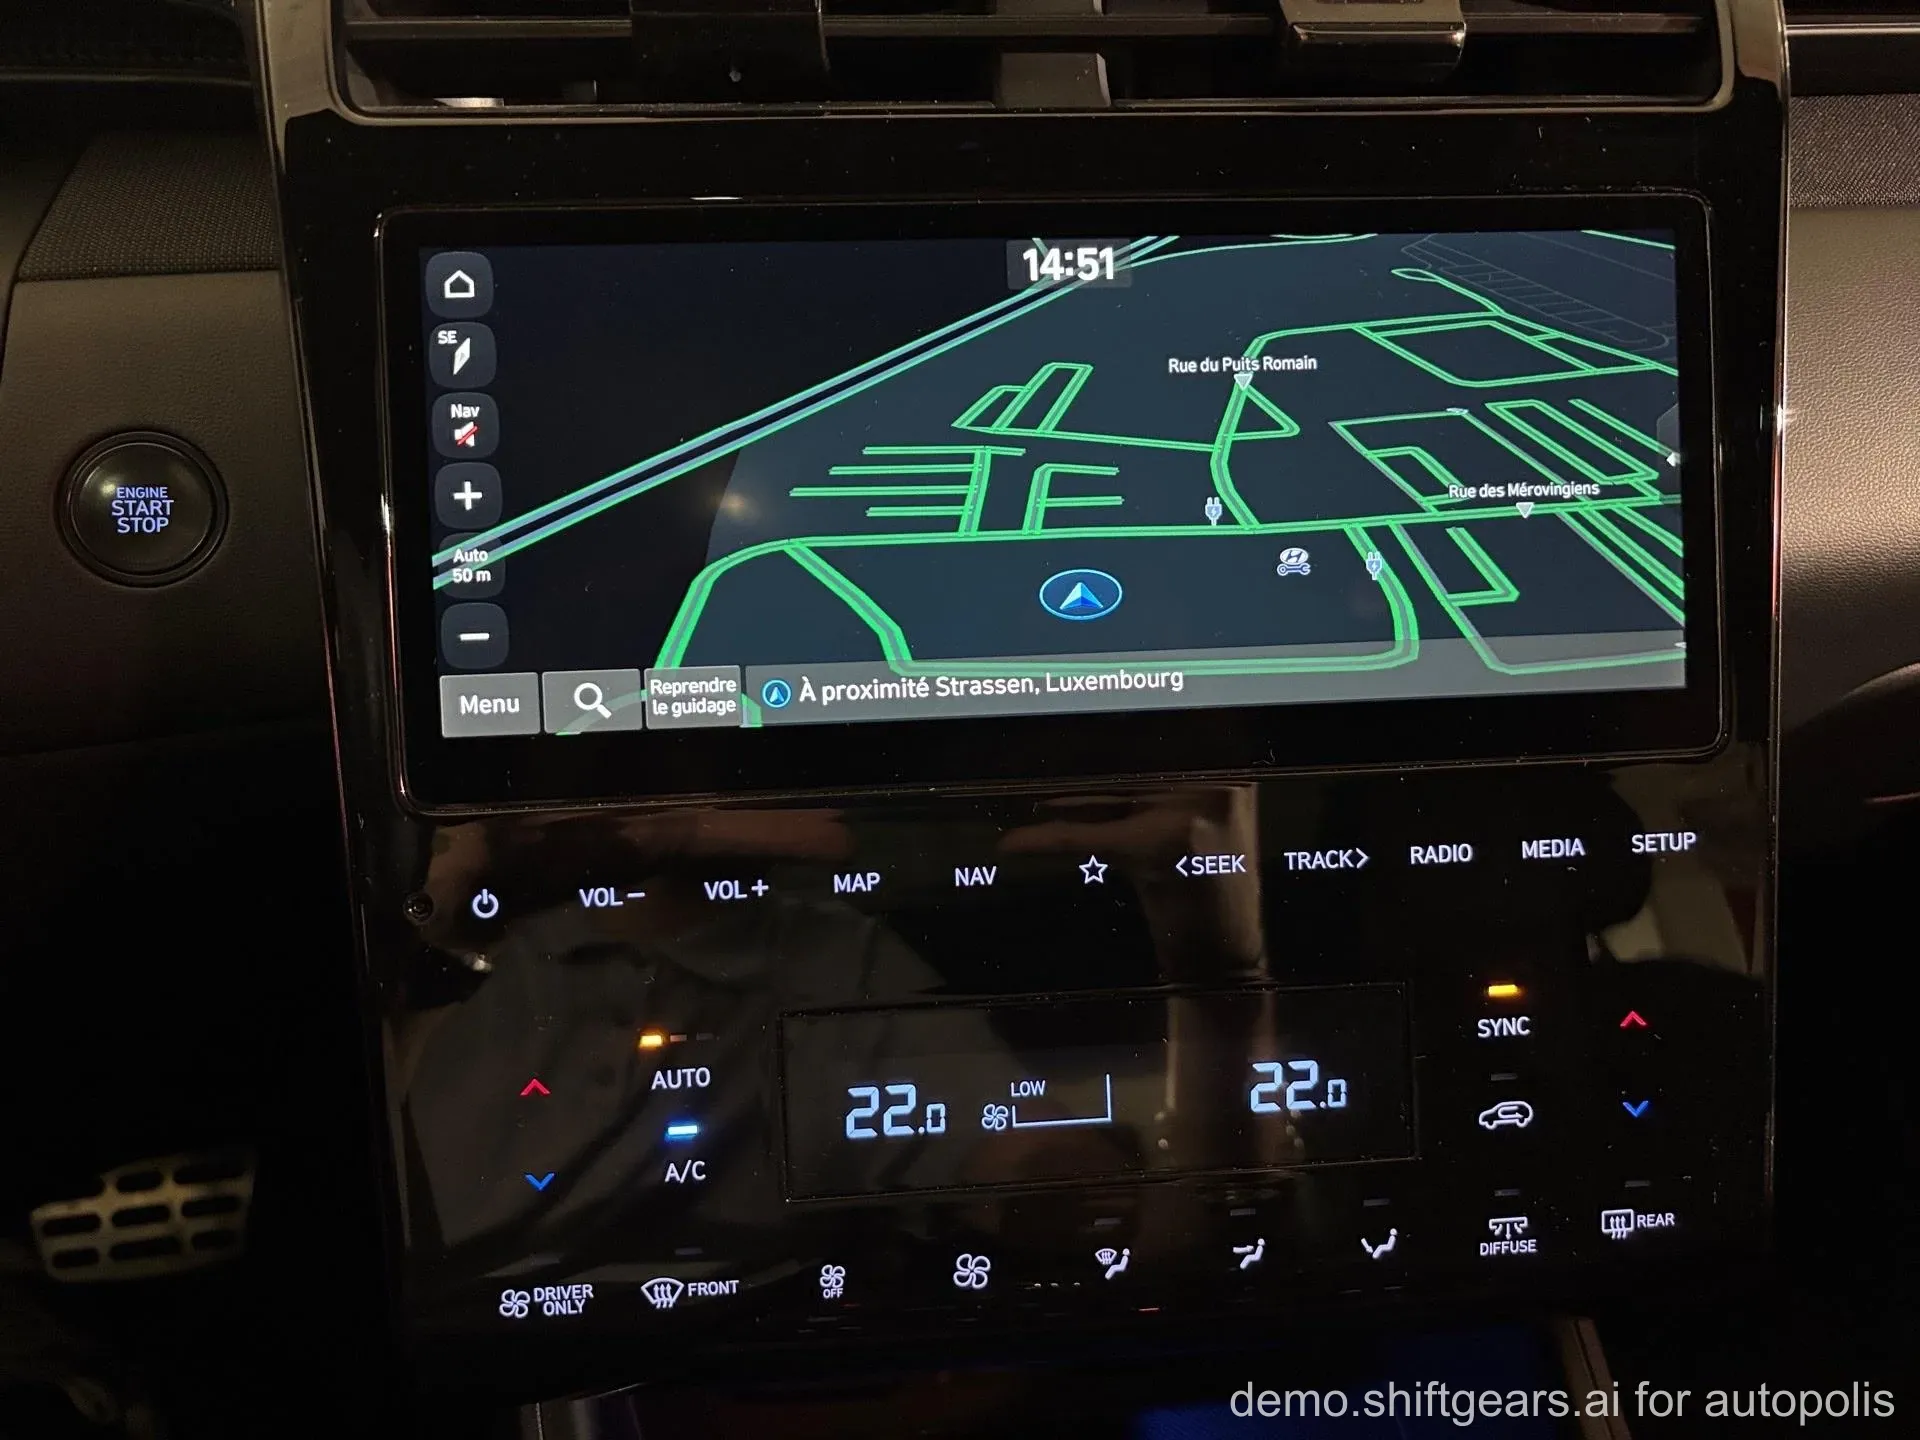 14:51
SE
Nav
Rue du Puits Romain
Rue des Mérovingiens
ENGINE
START
STOP
Auto
50 m
Menu
Reprendre
le guidage
À proximité Strassen, Luxembourg
VOL−
VOL+
MAP
NAV
<SEEK
TRACK>
RADIO
MEDIA
SETUP
AUTO
A/C
22.0
LOW
22.0
SYNC
DRIVER
ONLY
FRONT
OFF
DIFFUSE
REAR
demo.shiftgears.ai for autopolis